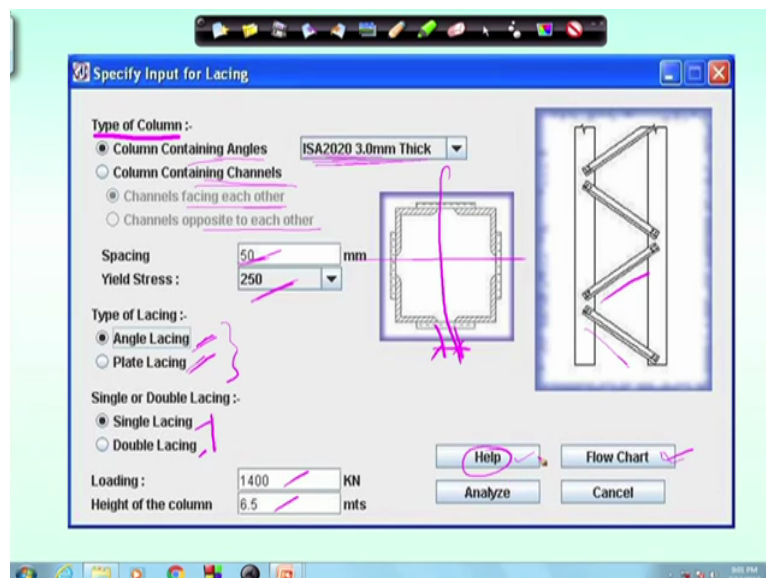 Specify Input for Lacing
Type of Column :-
Column Containing Angles
ISA2020 3.0mm Thick
Column Containing Channels
Channels facing each other
Channels opposite to each other
Spacing 50 mm
Yield Stress : 250
Type of Lacing :-
Angle Lacing
Plate Lacing
Single or Double Lacing :-
Single Lacing
Double Lacing
Loading : 1400 KN
Height of the column 6.5 mts
Help
Flow Chart
Analyze
Cancel
9:01 PM